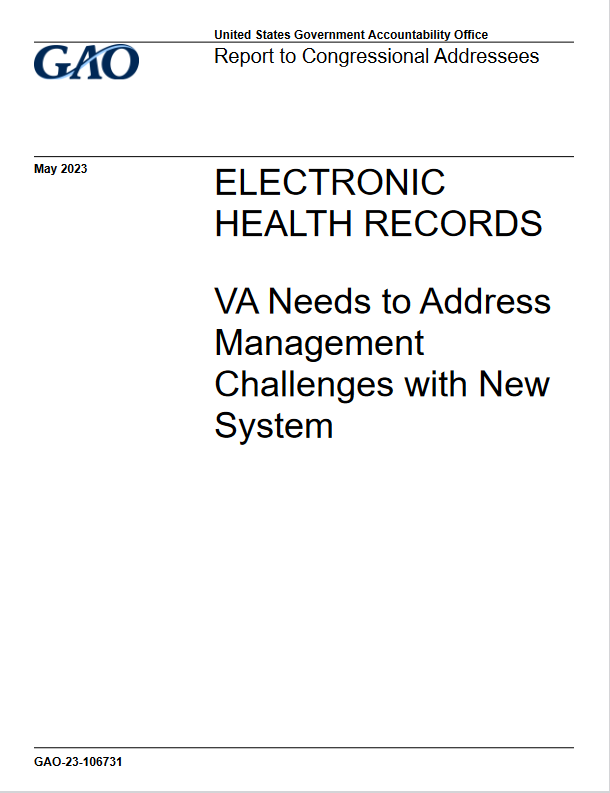 United States Government Accountability Office
GAO
Report to Congressional Addressees
May 2023
ELECTRONIC
HEALTH RECORDS
VA Needs to Address
Management
Challenges with New
System
GAO-23-106731